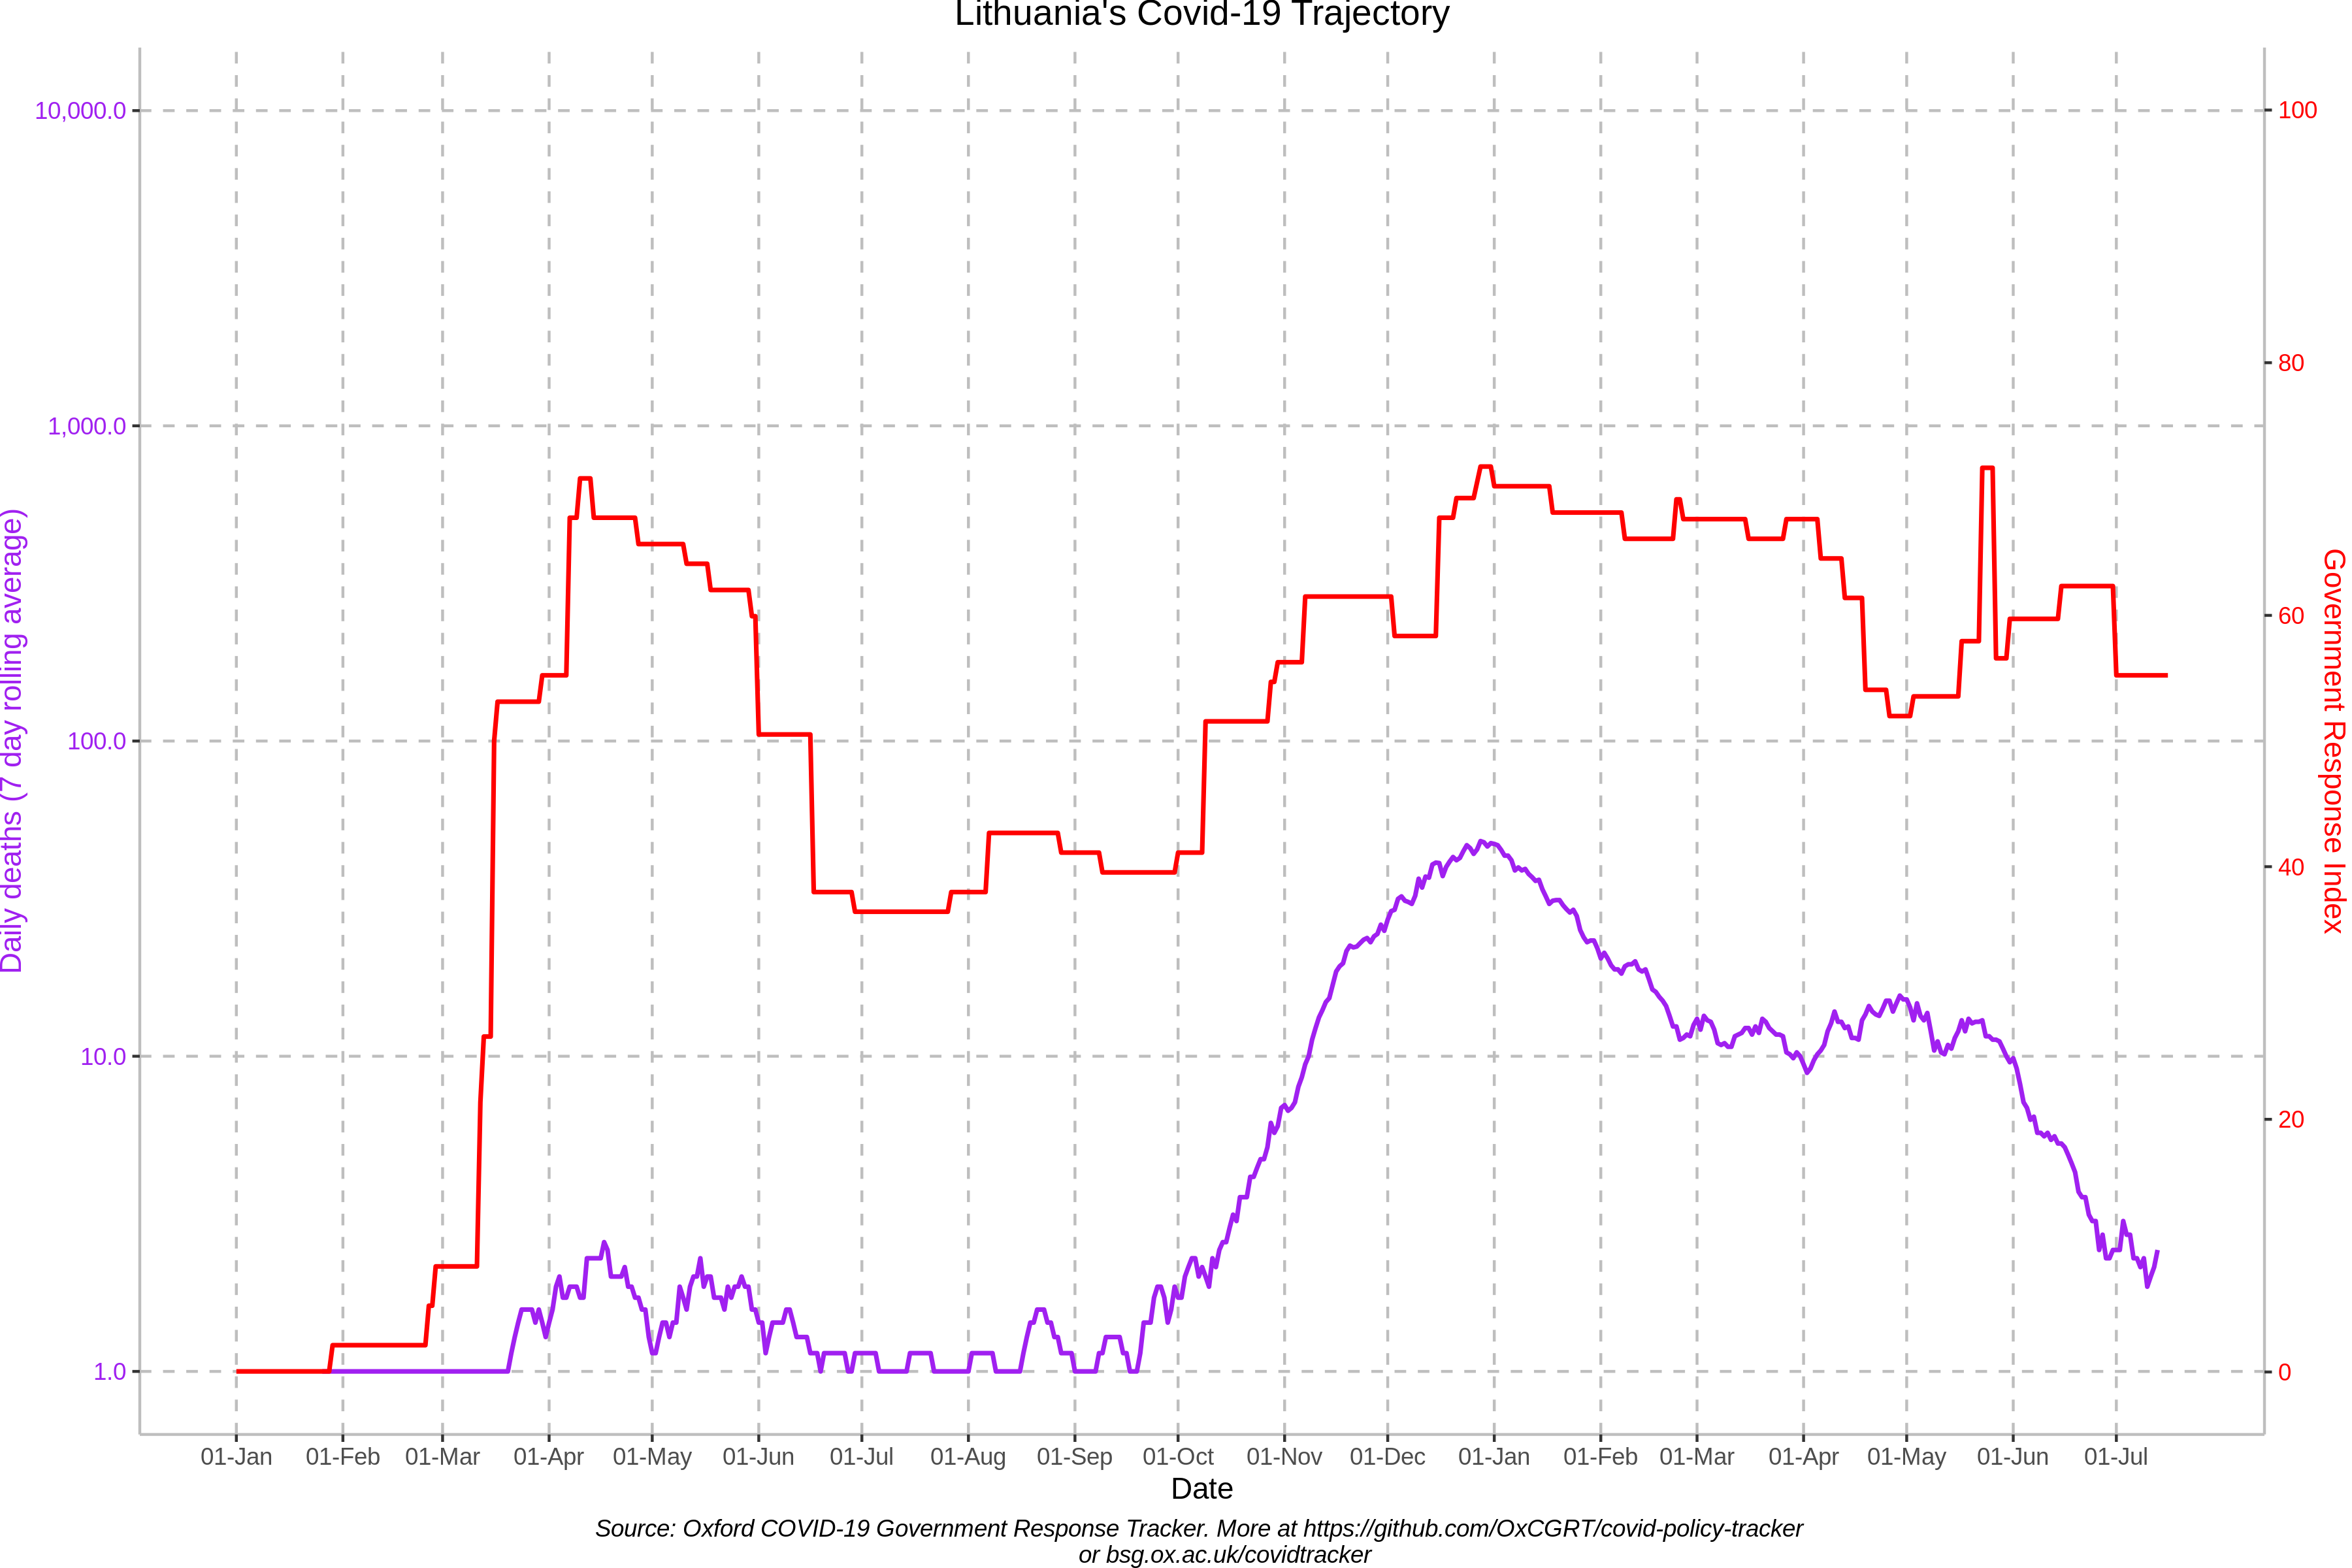 Lithuania's Covid-19 Trajectory
10,000.0
1,000.0
100.0
10.0
1.0
Daily deaths (7 day rolling average)
100
80
60
40
20
0
Government Response Index
01-Jan 01-Feb 01-Mar 01-Apr 01-May 01-Jun 01-Jul 01-Aug 01-Sep 01-Oct 01-Nov 01-Dec 01-Jan 01-Feb 01-Mar 01-Apr 01-May 01-Jun 01-Jul
Date
Source: Oxford COVID-19 Government Response Tracker. More at https://github.com/OxCGRT/covid-policy-tracker
or bsg.ox.ac.uk/covidtracker